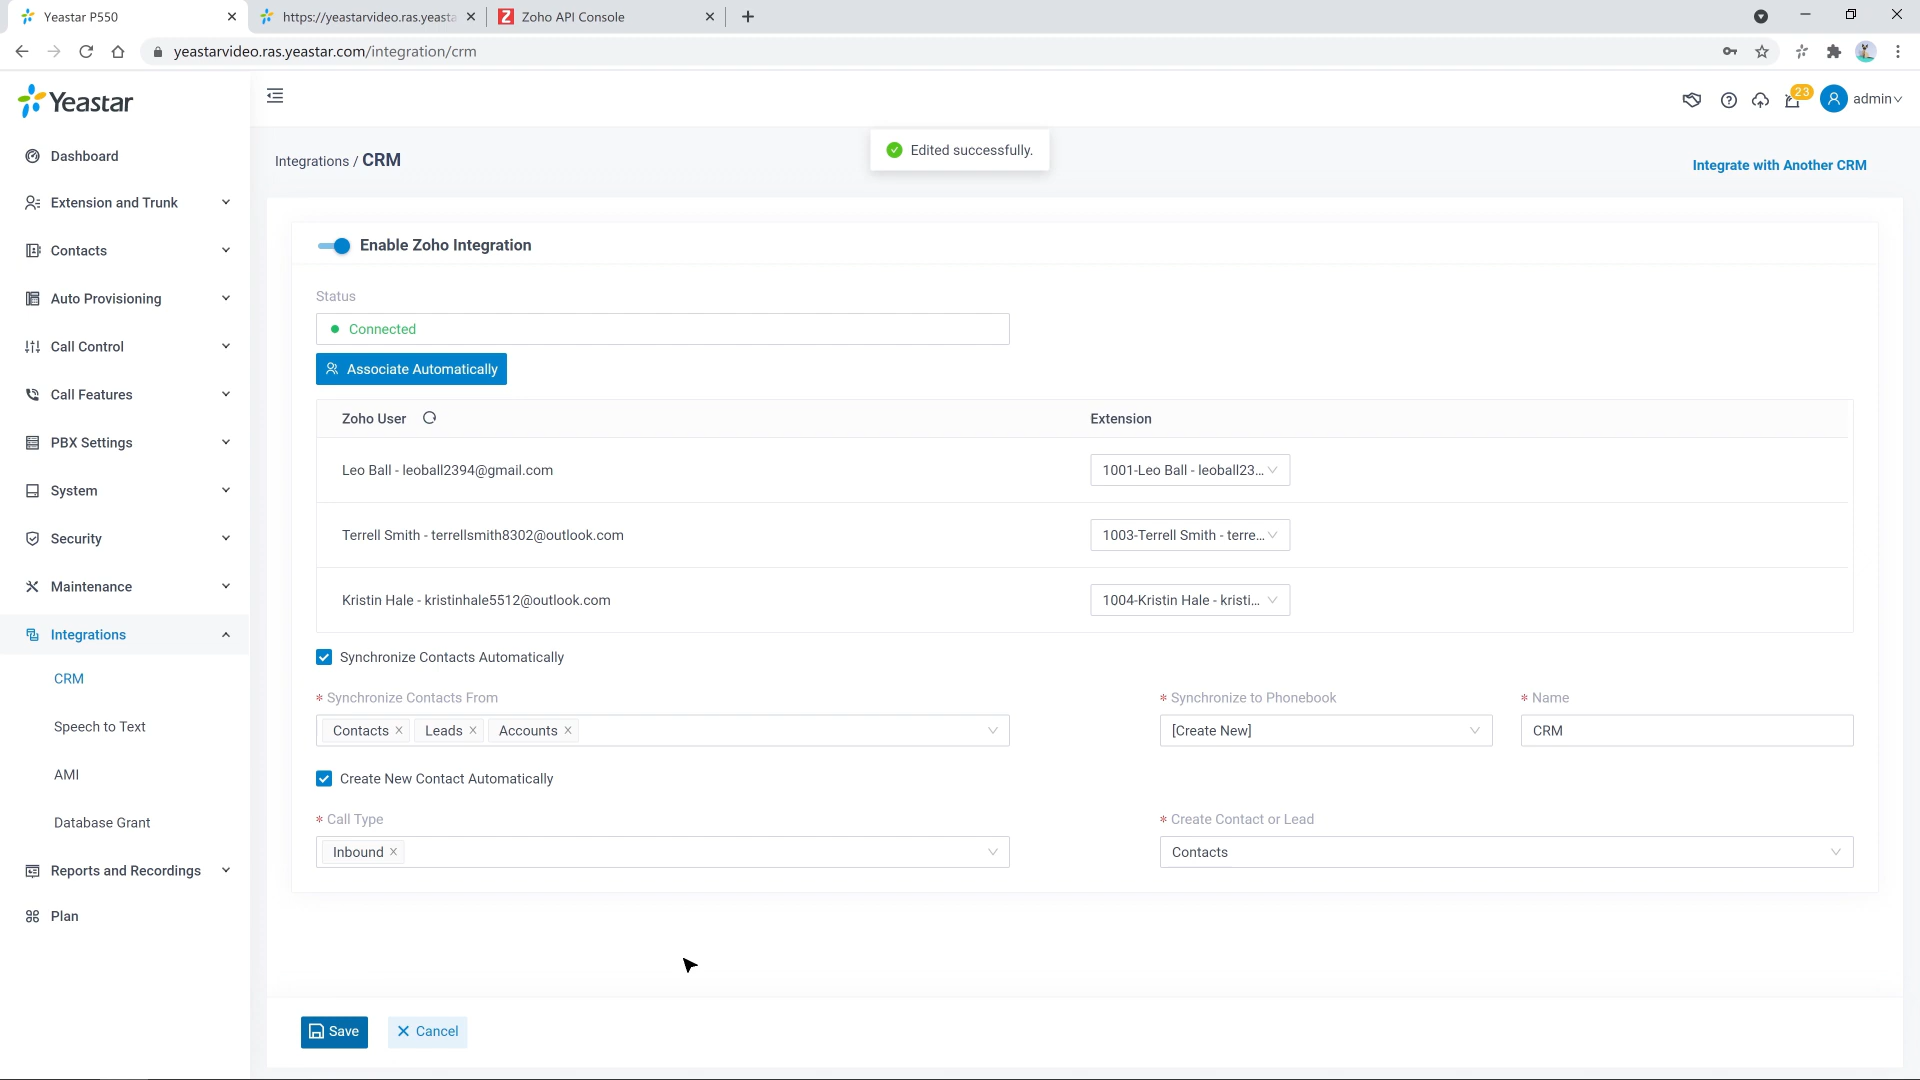 Yeastar P550
https://yeastarvideo.ras.yeasta
Zoho API Console
yeastarvideo.ras.yeastar.com/integration/crm
Yeastar
23
admin
Dashboard
Extension and Trunk
Contacts
Auto Provisioning
Call Control
Call Features
PBX Settings
System
Security
Maintenance
Integrations
CRM
Speech to Text
AMI
Database Grant
Reports and Recordings
Plan
Integrations / CRM
Edited successfully.
Integrate with Another CRM
Enable Zoho Integration
Status
Connected
Associate Automatically
Zoho User
Extension
Leo Ball - leoball2394@gmail.com
1001-Leo Ball - leoball23...
Terrell Smith - terrellsmith8302@outlook.com
1003-Terrell Smith - terre...
Kristin Hale - kristinhale5512@outlook.com
1004-Kristin Hale - kristi...
Synchronize Contacts Automatically
* Synchronize Contacts From
* Synchronize to Phonebook
* Name
Contacts × Leads × Accounts ×
[Create New]
CRM
Create New Contact Automatically
* Call Type
* Create Contact or Lead
Inbound ×
Contacts
Save
Cancel